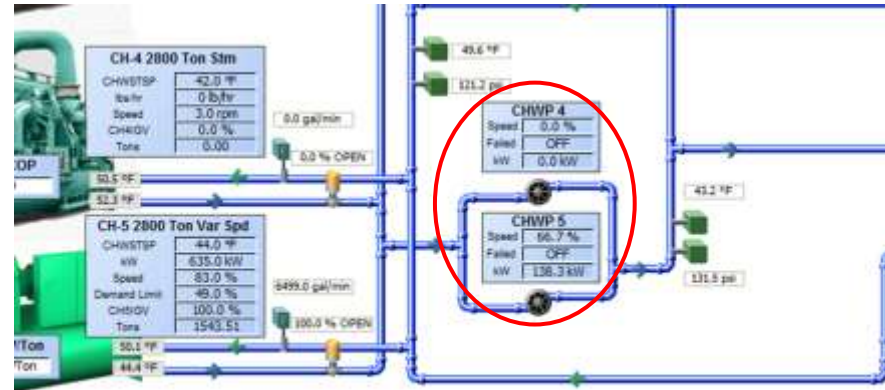 CH-4 2800 Ton Stm
CHWSTSP 42.0 °F
lbs/hr 0 lb/hr
Speed 3.0 rpm
CH4IGV 0.0 %
Tons 0.00
0.0 gal/min
0.0 % OPEN
COP
50.5 °F
52.3 °F
CH-5 2800 Ton Var Spd
CHWSTSP 44.0 °F
kW 635.0 kW
Speed 83.0 %
Demand Limit 49.0 %
CH5IGV 100.0 %
Tons 1543.51
6499.0 gal/min
100.0 % OPEN
/Ton
/Ton
50.1 °F
44.4 °F
49.6 °F
121.2 psi
CHWP 4
Speed 0.0 %
Failed OFF
kW 0.0 kW
CHWP 5
Speed 66.7 %
Failed OFF
kW 138.3 kW
43.2 °F
131.5 psi